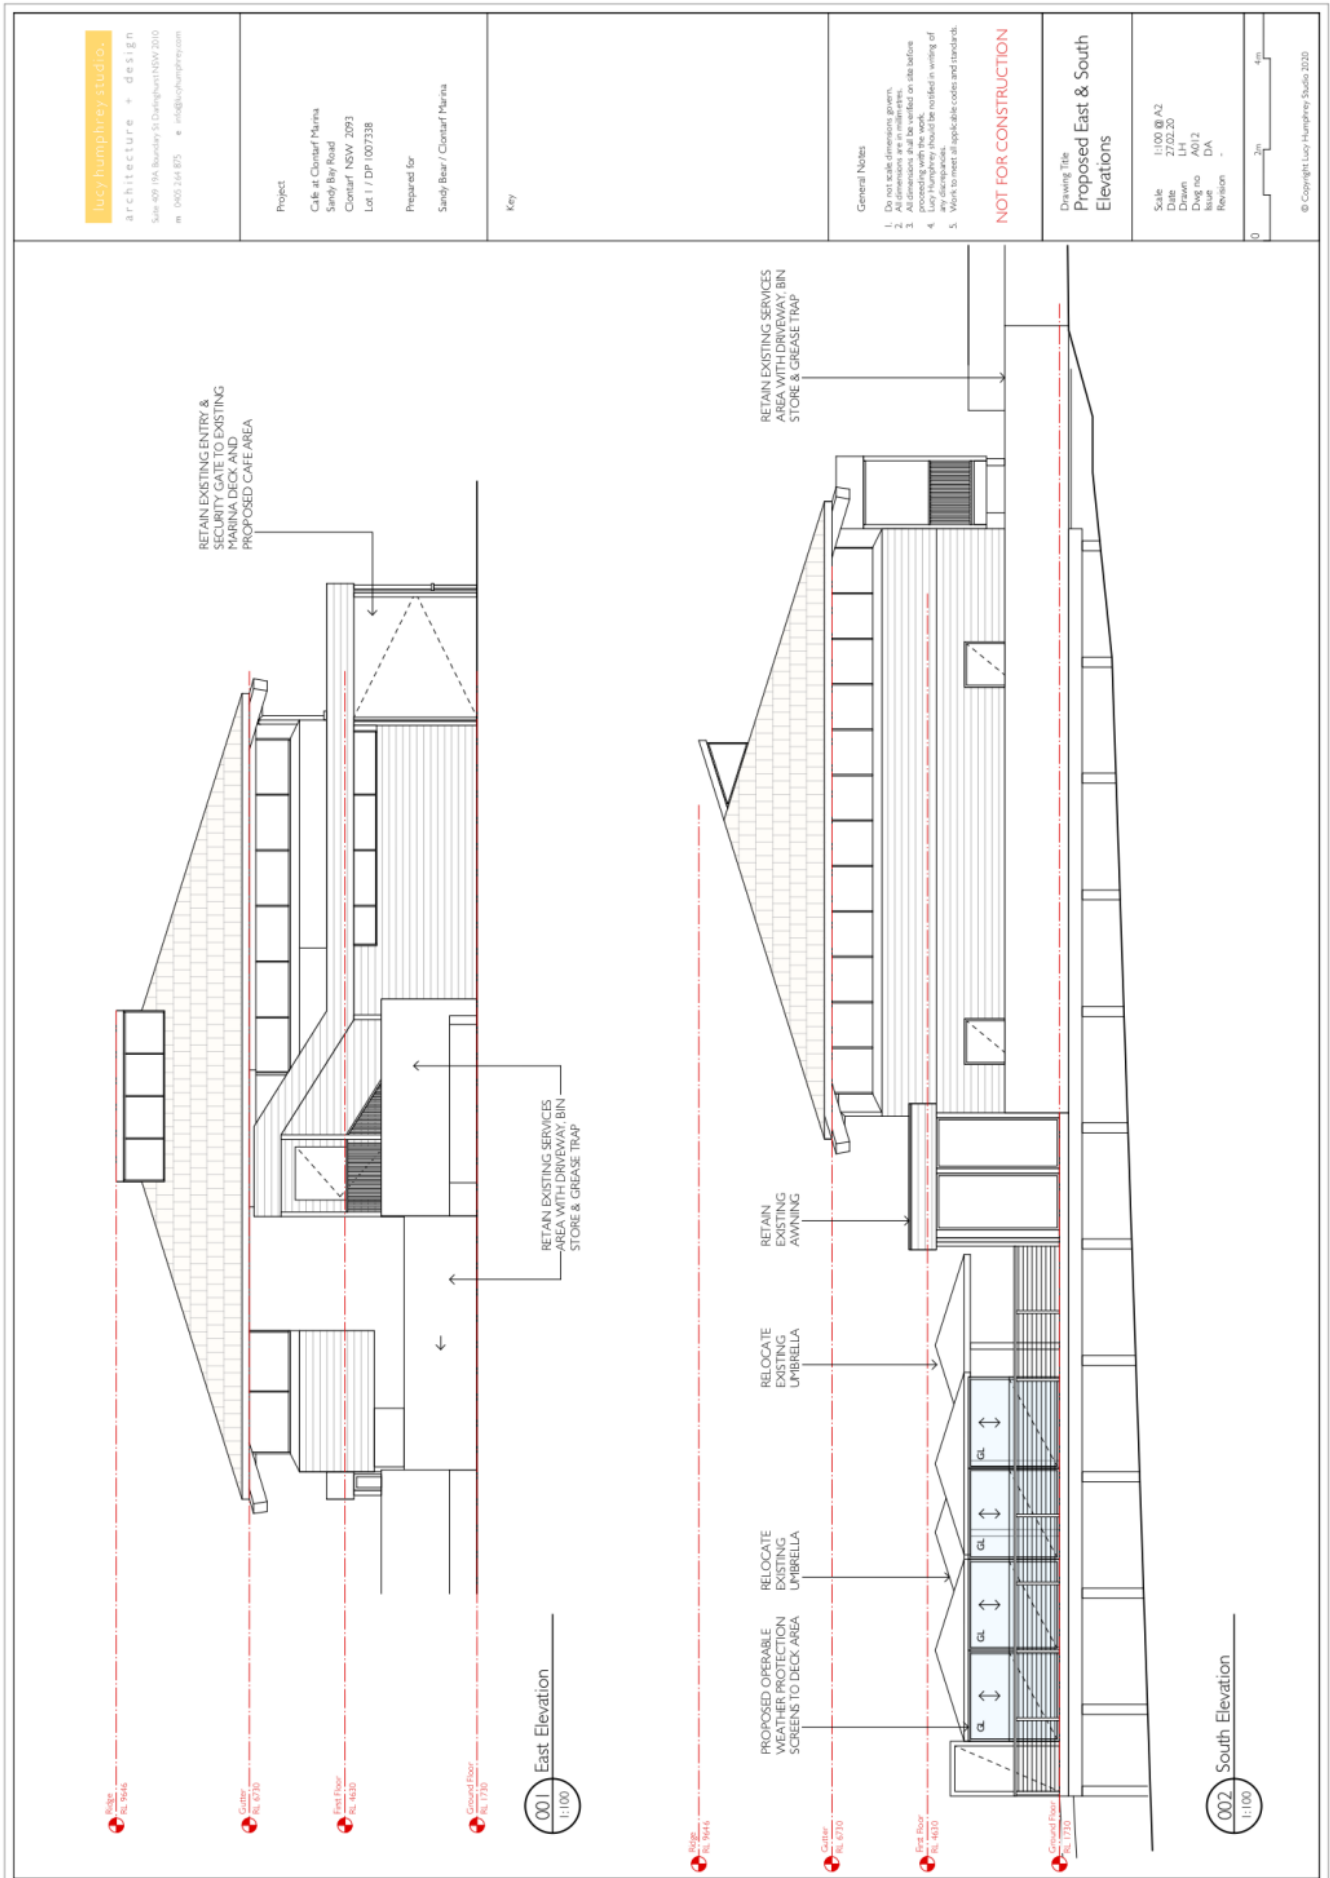 lucy humphrey studio.
architecture + design
Suite 409 19A Boundary St Darlinghurst NSW 2010
m 0405 264 875 e info@lucyhumphrey.com
Project
Cafe at Clontarf Marina
Sandy Bay Road
Clontarf NSW 2093
Lot 1 / DP 1007338
Prepared for
Sandy Bear / Clontarf Marina
Key
General Notes
1. Do not scale dimensions govern.
2. All dimensions are in millimetres.
3. All dimensions shall be verified on site before
proceeding with the work.
4. Lucy Humphrey should be notified in writing of
any discrepancies.
5. Work to meet all applicable codes and standards.
NOT FOR CONSTRUCTION
Drawing Title
Proposed East & South
Elevations
Scale 1:100 @ A2
Date 27.02.20
Drawn LH
Dwg no A012
Issue DA
Revision -
0 2m 4m
© Copyright Lucy Humphrey Studio 2020
RETAIN EXISTING ENTRY &
SECURITY GATE TO EXISTING
MARINA DECK AND
PROPOSED CAFE AREA
RETAIN EXISTING SERVICES
AREA WITH DRIVEWAY, BIN
STORE & GREASE TRAP
Ridge
RL 9646
Gutter
RL 6730
First Floor
RL 4630
Ground Floor
RL 1730
001 East Elevation
1:100
PROPOSED OPERABLE
WEATHER PROTECTION
SCREENS TO DECK AREA
RELOCATE
EXISTING
UMBRELLA
RELOCATE
EXISTING
UMBRELLA
RETAIN
EXISTING
AWNING
RETAIN EXISTING SERVICES
AREA WITH DRIVEWAY, BIN
STORE & GREASE TRAP
Ridge
RL 9646
Gutter
RL 6730
First Floor
RL 4630
Ground Floor
RL 1730
GL GL GL GL
002 South Elevation
1:100